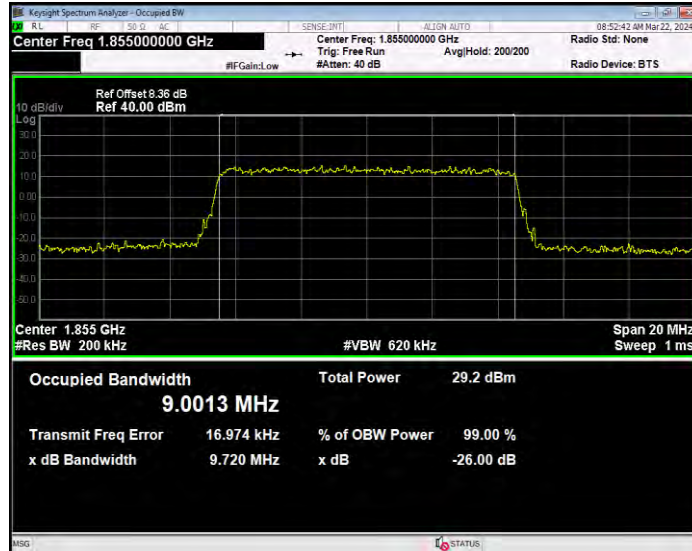 Keysight Spectrum Analyzer - Occupied BW
RL RF 50 Ω AC SENSE:INT ALIGN AUTO 08:52:42 AM Mar 22, 2024
Center Freq 1.855000000 GHz Center Freq: 1.855000000 GHz Radio Std: None
Trig: Free Run Avg|Hold: 200/200
#IFGain:Low #Atten: 40 dB Radio Device: BTS
Ref Offset 8.36 dB
10 dB/div Ref 40.00 dBm
Log
30.0
20.0
10.0
0.00
-10.0
-20.0
-30.0
-40.0
-50.0
Center 1.855 GHz Span 20 MHz
#Res BW 200 kHz #VBW 620 kHz Sweep 1 ms
Occupied Bandwidth Total Power 29.2 dBm
9.0013 MHz
Transmit Freq Error 16.974 kHz % of OBW Power 99.00 %
x dB Bandwidth 9.720 MHz x dB -26.00 dB
MSG STATUS